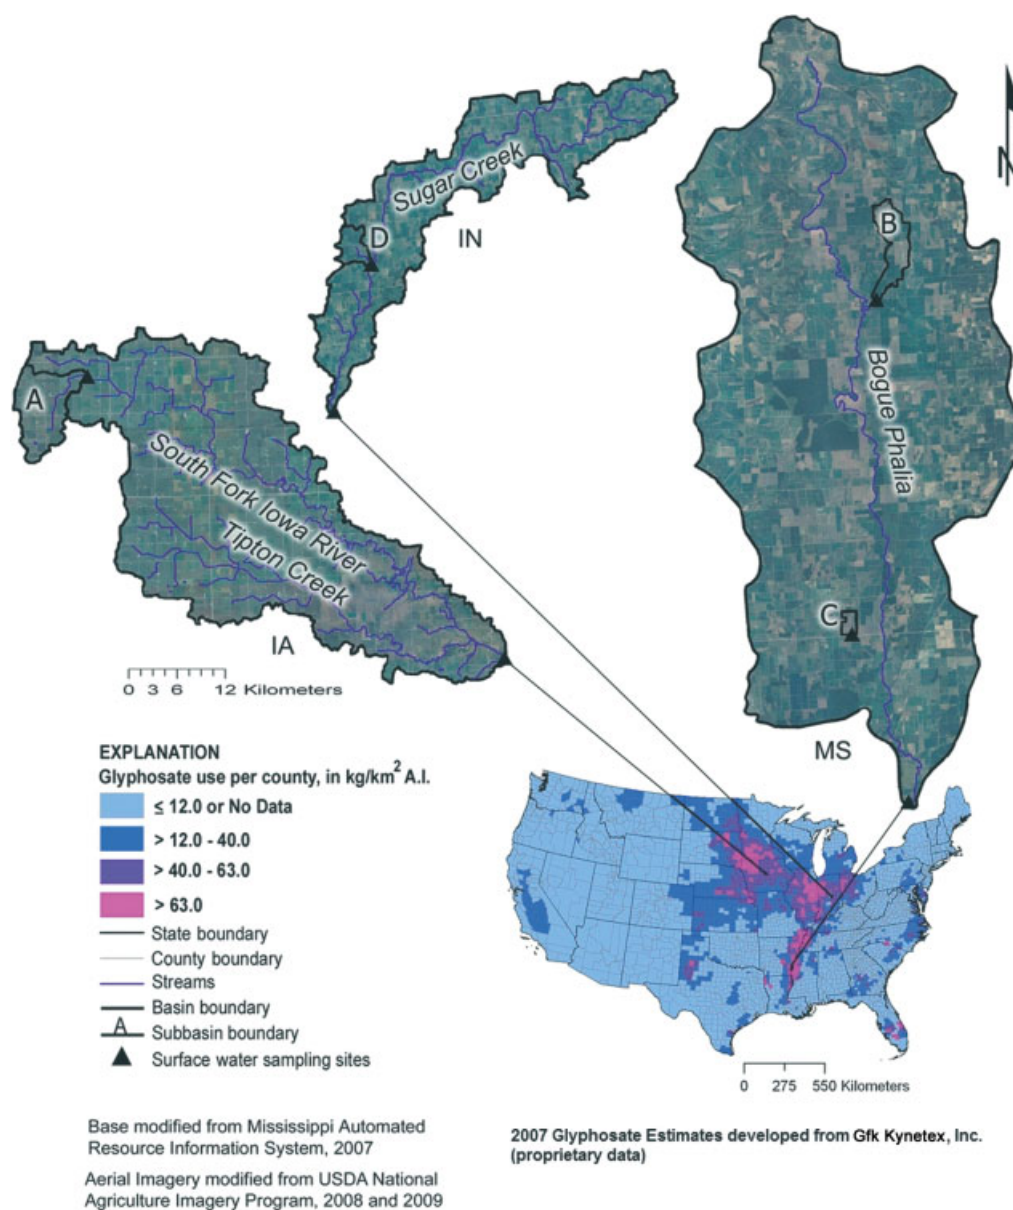 Sugar Creek
D
IN
N
B
Bogue Phalia
A
South Fork Iowa River
Tipton Creek
IA
C
MS
0 3 6 12 Kilometers
EXPLANATION
Glyphosate use per county, in kg/km² A.I.
≤ 12.0 or No Data
> 12.0 - 40.0
> 40.0 - 63.0
> 63.0
State boundary
County boundary
Streams
Basin boundary
A
Subbasin boundary
Surface water sampling sites
0 275 550 Kilometers
Base modified from Mississippi Automated
Resource Information System, 2007
Aerial Imagery modified from USDA National
Agriculture Imagery Program, 2008 and 2009
2007 Glyphosate Estimates developed from Gfk Kynetex, Inc.
(proprietary data)